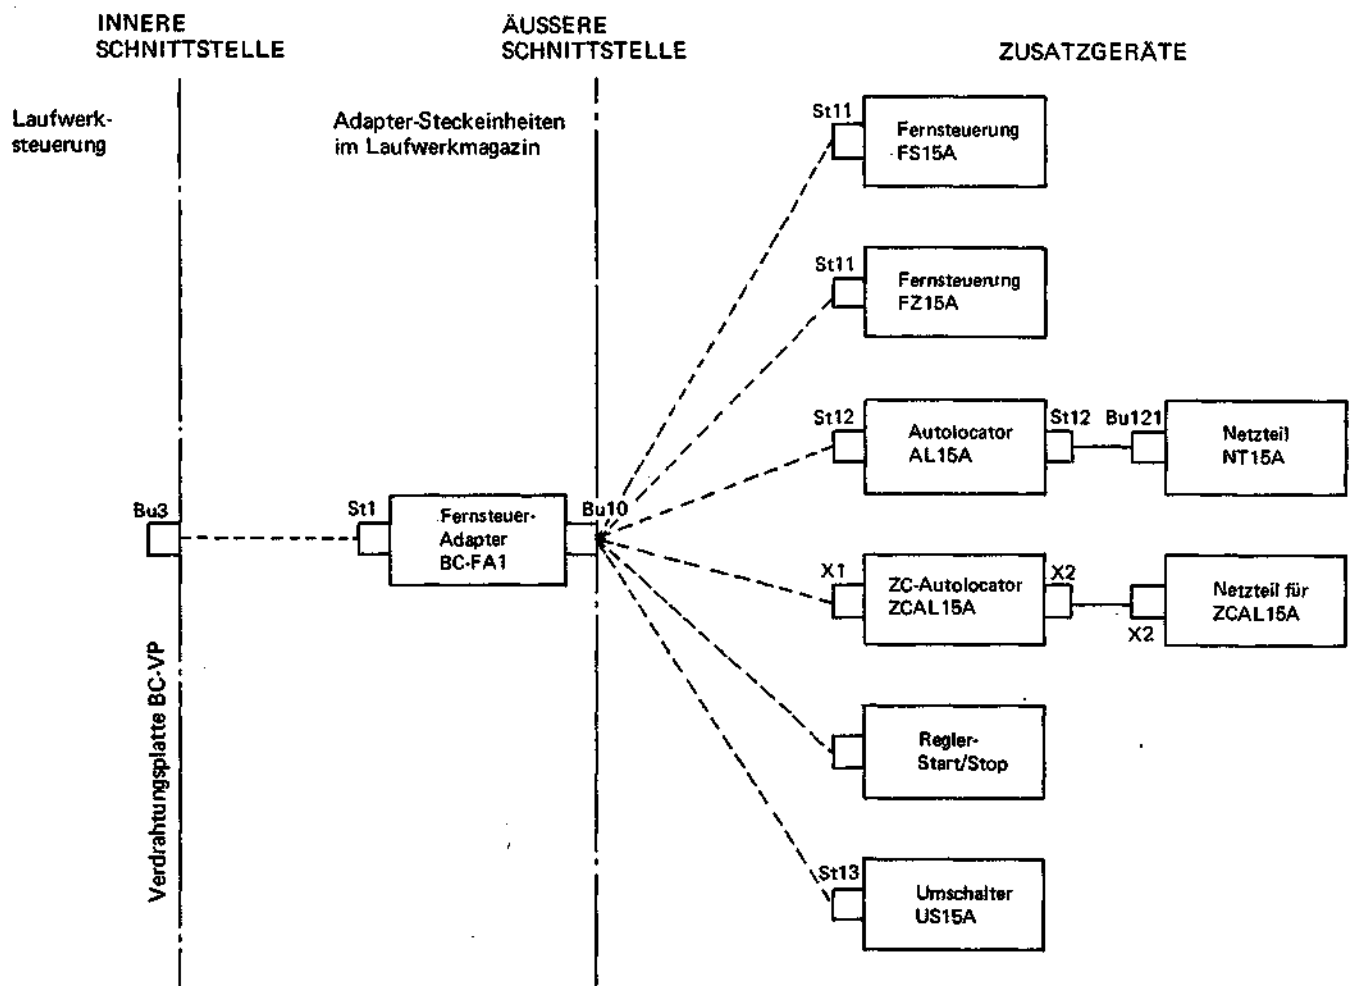 INNERE
SCHNITTSTELLE
ÄUSSERE
SCHNITTSTELLE
ZUSATZGERÄTE
Laufwerk-
steuerung
Adapter-Steckeinheiten
im Laufwerkmagazin
St11
Fernsteuerung
FS15A
St11
Fernsteuerung
FZ15A
St12
Autolocator
AL15A
St12
Bu121
Netzteil
NT15A
Bu3
St1
Fernsteuer-
Adapter
BC-FA1
Bu10
X1
ZC-Autolocator
ZCAL15A
X2
X2
Netzteil für
ZCAL15A
Verdrahtungsplatte BC-VP
Regler-
Start/Stop
St13
Umschalter
US15A